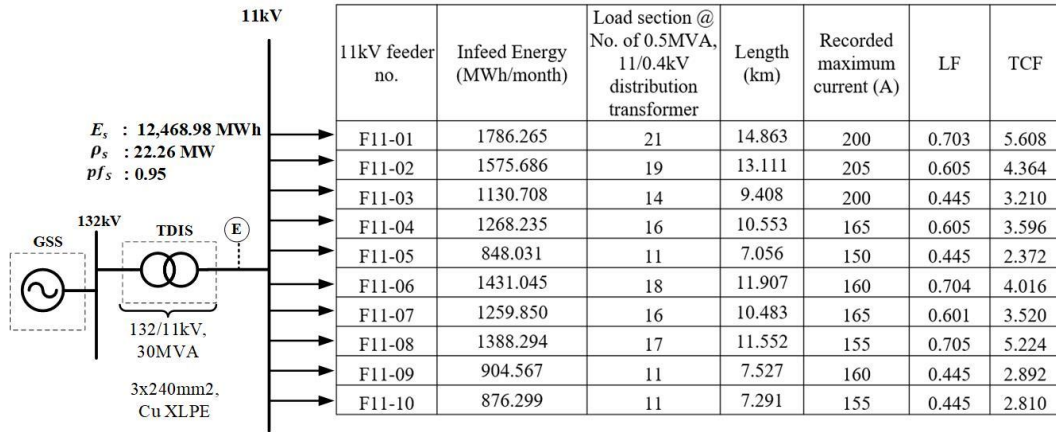 11kV
E_s : 12,468.98 MWh
ρ_s : 22.26 MW
pf_s : 0.95
132kV
GSS
TDIS
E
132/11kV,
30MVA
3x240mm2,
Cu XLPE
11kV feeder no. | Infeed Energy (MWh/month) | Load section @ No. of 0.5MVA, 11/0.4kV distribution transformer | Length (km) | Recorded maximum current (A) | LF | TCF
F11-01 | 1786.265 | 21 | 14.863 | 200 | 0.703 | 5.608
F11-02 | 1575.686 | 19 | 13.111 | 205 | 0.605 | 4.364
F11-03 | 1130.708 | 14 | 9.408 | 200 | 0.445 | 3.210
F11-04 | 1268.235 | 16 | 10.553 | 165 | 0.605 | 3.596
F11-05 | 848.031 | 11 | 7.056 | 150 | 0.445 | 2.372
F11-06 | 1431.045 | 18 | 11.907 | 160 | 0.704 | 4.016
F11-07 | 1259.850 | 16 | 10.483 | 165 | 0.601 | 3.520
F11-08 | 1388.294 | 17 | 11.552 | 155 | 0.705 | 5.224
F11-09 | 904.567 | 11 | 7.527 | 160 | 0.445 | 2.892
F11-10 | 876.299 | 11 | 7.291 | 155 | 0.445 | 2.810